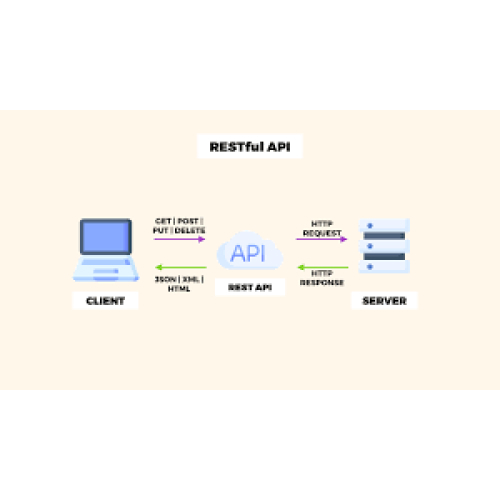 RESTful API
GET | POST |
PUT | DELETE
HTTP
REQUEST
API
JSON | XML |
HTML
HTTP
RESPONSE
CLIENT
REST API
SERVER